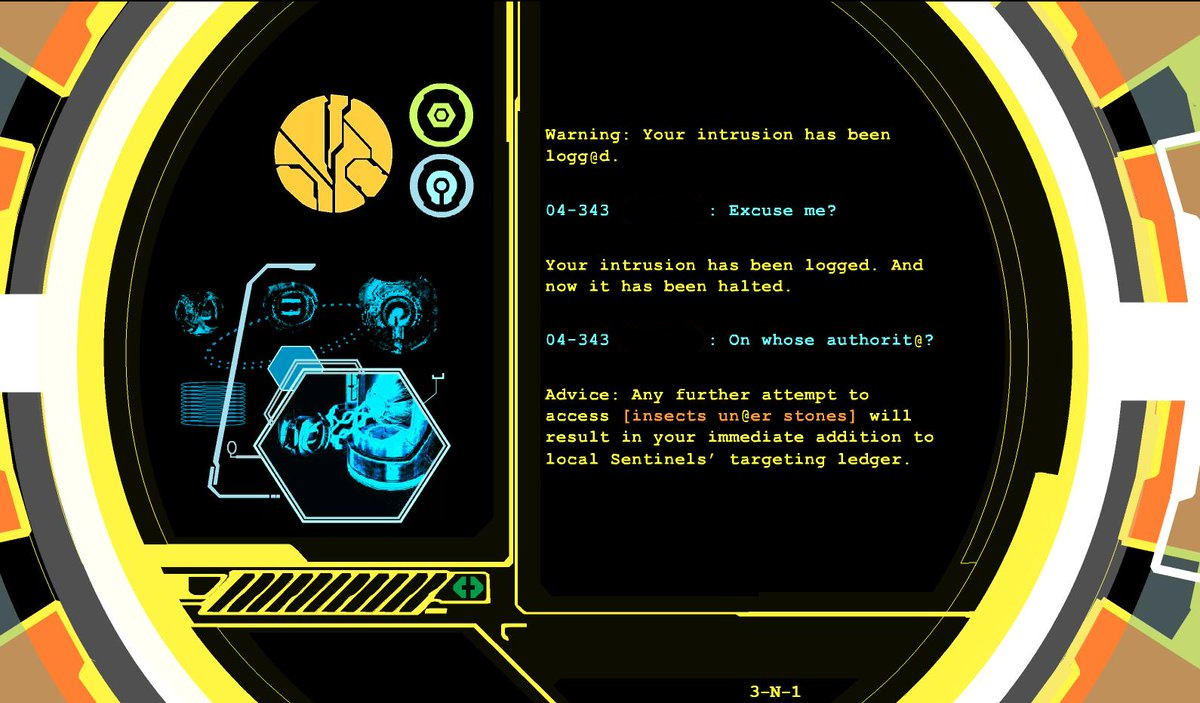 Warning: Your intrusion has been
logg@d.
04-343 : Excuse me?
Your intrusion has been logged. And
now it has been halted.
04-343 : On whose authorit@?
Advice: Any further attempt to
access [insects un@er stones] will
result in your immediate addition to
local Sentinels’ targeting ledger.
3-N-1